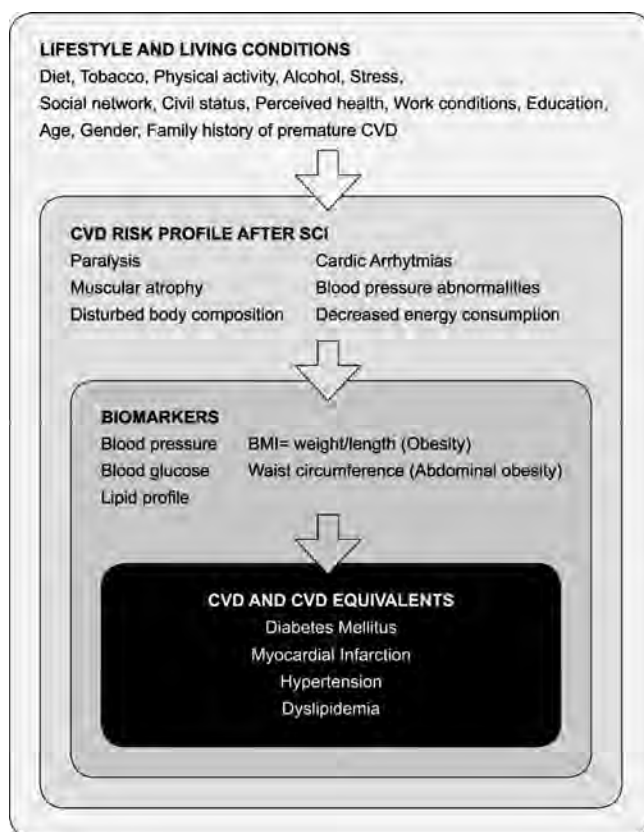 LIFESTYLE AND LIVING CONDITIONS
Diet, Tobacco, Physical activity, Alcohol, Stress,
Social network, Civil status, Perceived health, Work conditions, Education,
Age, Gender, Family history of premature CVD
CVD RISK PROFILE AFTER SCI
Paralysis Cardic Arrhytmias
Muscular atrophy Blood pressure abnormalities
Disturbed body composition Decreased energy consumption
BIOMARKERS
Blood pressure BMI= weight/length (Obesity)
Blood glucose Waist circumference (Abdominal obesity)
Lipid profile
CVD AND CVD EQUIVALENTS
Diabetes Mellitus
Myocardial Infarction
Hypertension
Dyslipidemia